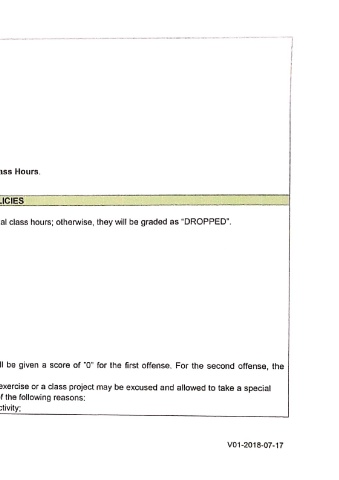 ass Hours.
LICIES
al class hours; otherwise, they will be graded as "DROPPED".
ll be given a score of "0" for the first offense. For the second offense, the
exercise or a class project may be excused and allowed to take a special
of the following reasons:
ctivity;
V01-2018-07-17